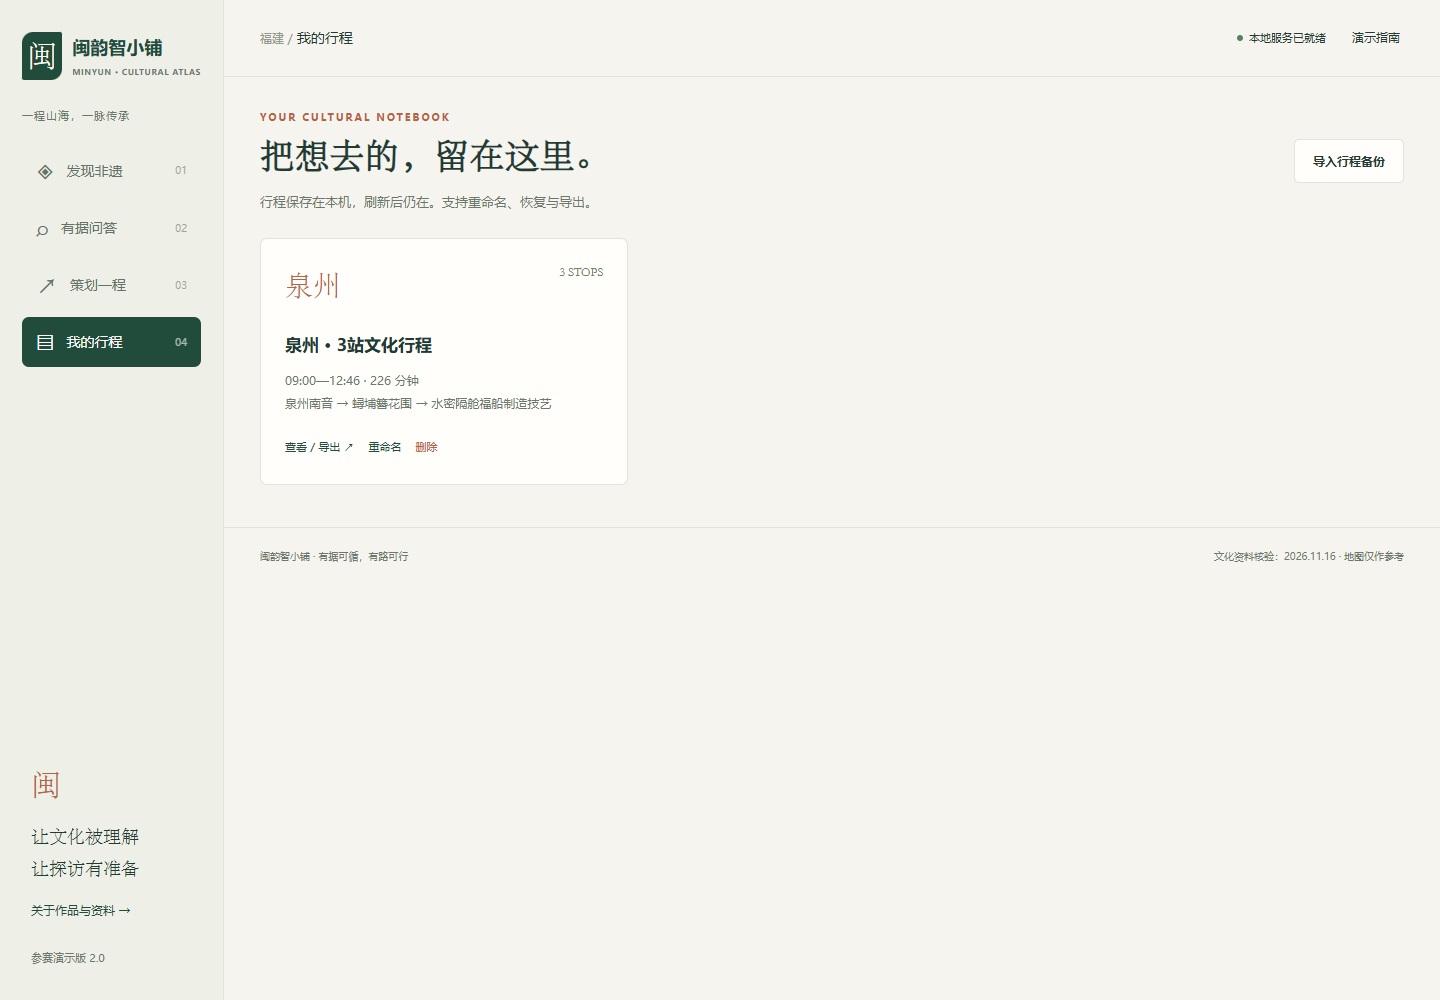 闽
闽韵智小铺
MINYUN • CULTURAL ATLAS
一程山海，一脉传承
发现非遗 01
有据问答 02
策划一程 03
我的行程 04
闽
让文化被理解
让探访有准备
关于作品与资料 →
参赛演示版 2.0
福建 / 我的行程
本地服务已就绪
演示指南
YOUR CULTURAL NOTEBOOK
把想去的，留在这里。
行程保存在本机，刷新后仍在。支持重命名、恢复与导出。
导入行程备份
泉州
3 STOPS
泉州 • 3站文化行程
09:00—12:46 · 226 分钟
泉州南音 → 蟳埔簪花围 → 水密隔舱福船制造技艺
查看 / 导出 ↗ 重命名 删除
闽韵智小铺 · 有据可循，有路可行
文化资料核验：2026.11.16 · 地图仅作参考